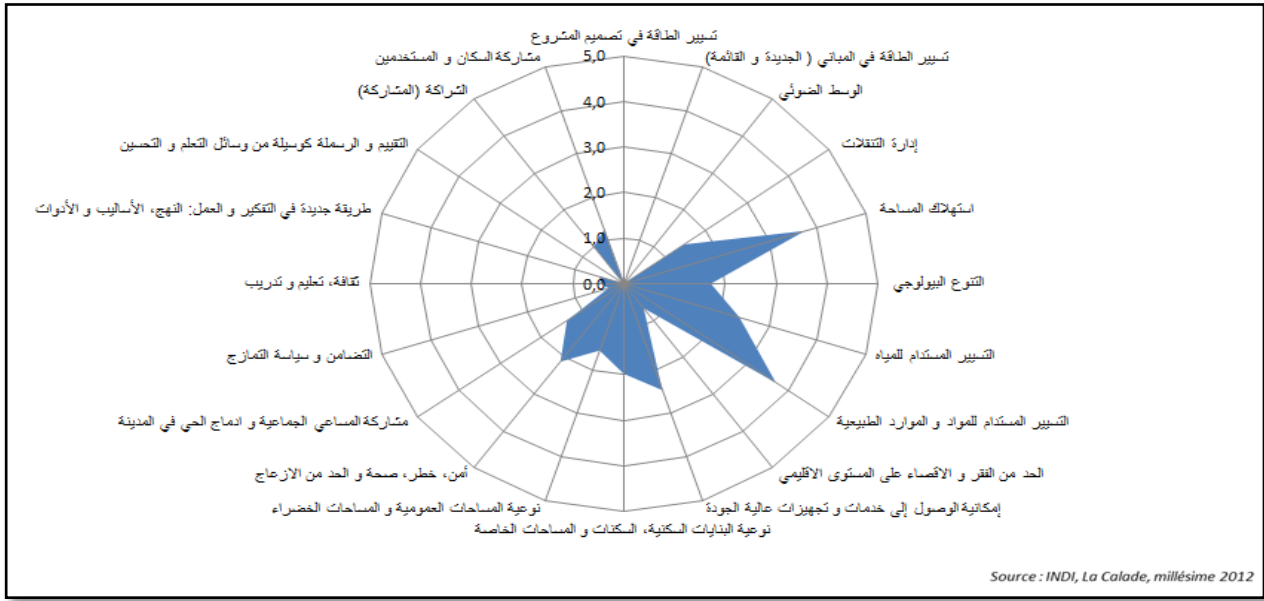 تسيير الطاقة في تصميم المشروع
تسيير الطاقة في المباني ( الجديدة و القائمة)
الوسط الضوئي
إدارة التنقلات
استهلاك المساحة
التنوع البيولوجي
التسيير المستدام للمياه
التسيير المستدام للمواد و الموارد الطبيعية
الحد من الفقر و الاقصاء على المستوى الاقليمي
إمكانية الوصول إلى خدمات و تجهيزات عالية الجودة
نوعية البنايات السكنية، السكنات و المساحات الخاصة
نوعية المساحات العمومية و المساحات الخضراء
أمن، خطر، صحة و الحد من الازعاج
مشاركة المساعي الجماعية و ادماج الحي في المدينة
التضامن و سياسة التمازج
ثقافة، تعليم و تدريب
طريقة جديدة في التفكير و العمل: النهج، الأساليب و الأدوات
التقييم و الرسملة كوسيلة من وسائل التعلم و التحسين
الشراكة (المشاركة)
مشاركة السكان و المستخدمين
5,0
4,0
3,0
2,0
1,0
0,0
Source : INDI, La Calade, millésime 2012